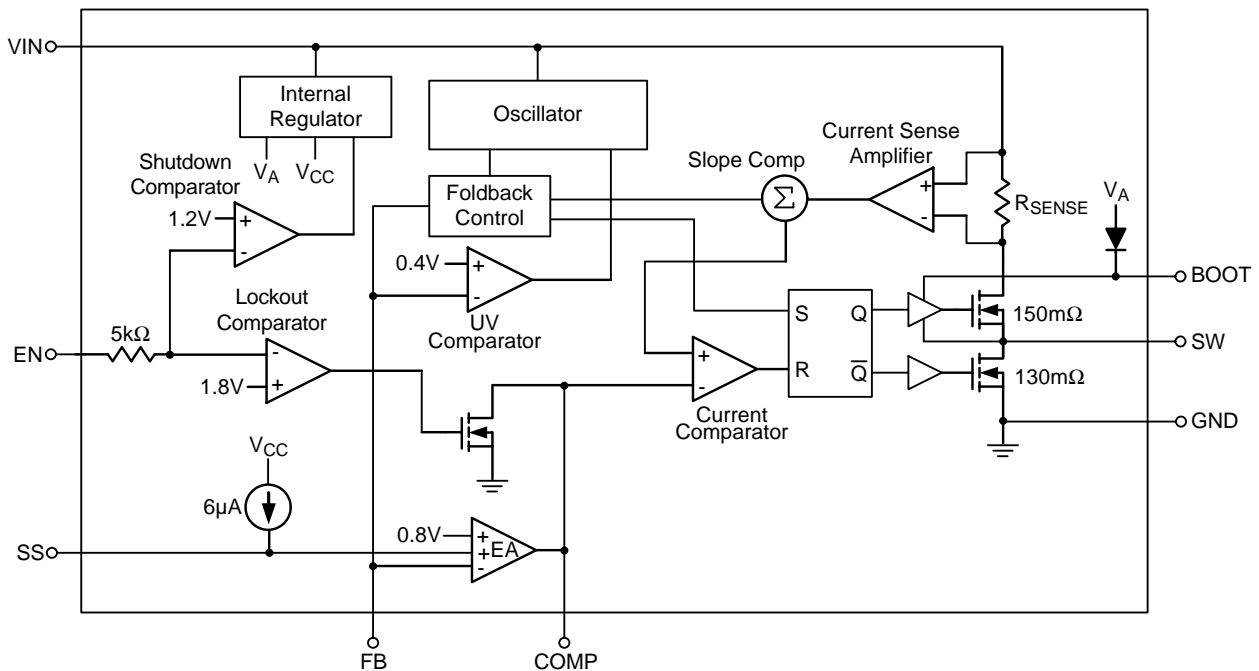 VIN
Internal
Regulator
Oscillator
Current Sense
Amplifier
Slope Comp
Shutdown
Comparator
VA
VCC
Foldback
Control
Σ
+
-
RSENSE
VA
1.2V
+
-
0.4V
+
-
BOOT
Lockout
Comparator
UV
Comparator
S
Q
150mΩ
5kΩ
EN
-
+
1.8V
SW
+
-
R
Q̅
130mΩ
Current
Comparator
GND
VCC
6µA
0.8V
+
+
-
EA
SS
FB
COMP